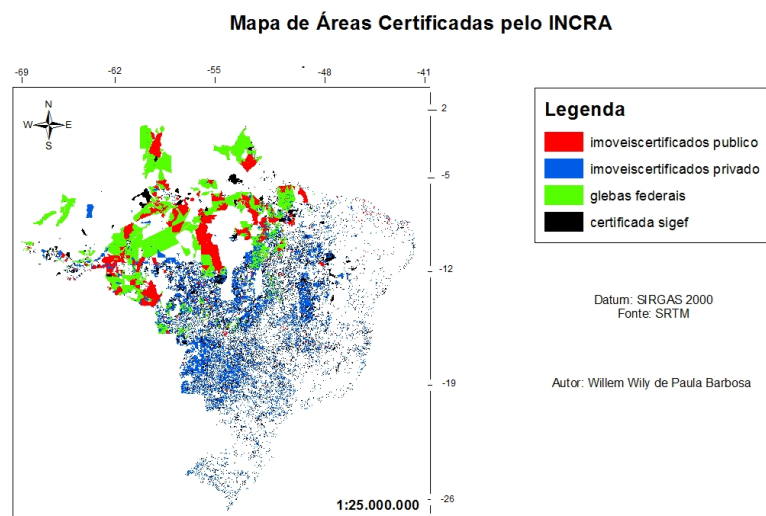 Mapa de Áreas Certificadas pelo INCRA
-69 -62 -55 -48 -41
N
W E
S
2
-5
-12
-19
-26
1:25.000.000
Legenda
imoveiscertificados publico
imoveiscertificados privado
glebas federais
certificada sigef
Datum: SIRGAS 2000
Fonte: SRTM
Autor: Willem Wily de Paula Barbosa